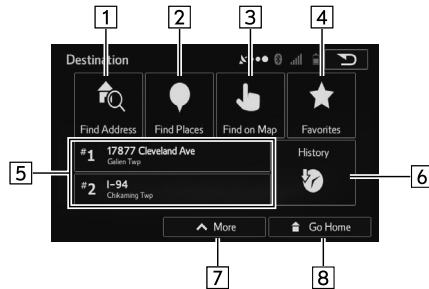 1 2 3 4
Destination
Find Address Find Places Find on Map Favorites
#1 17877 Cleveland Ave
Galien Twp
History
5
6
#2 I-94
Chikaming Twp
More Go Home
7 8